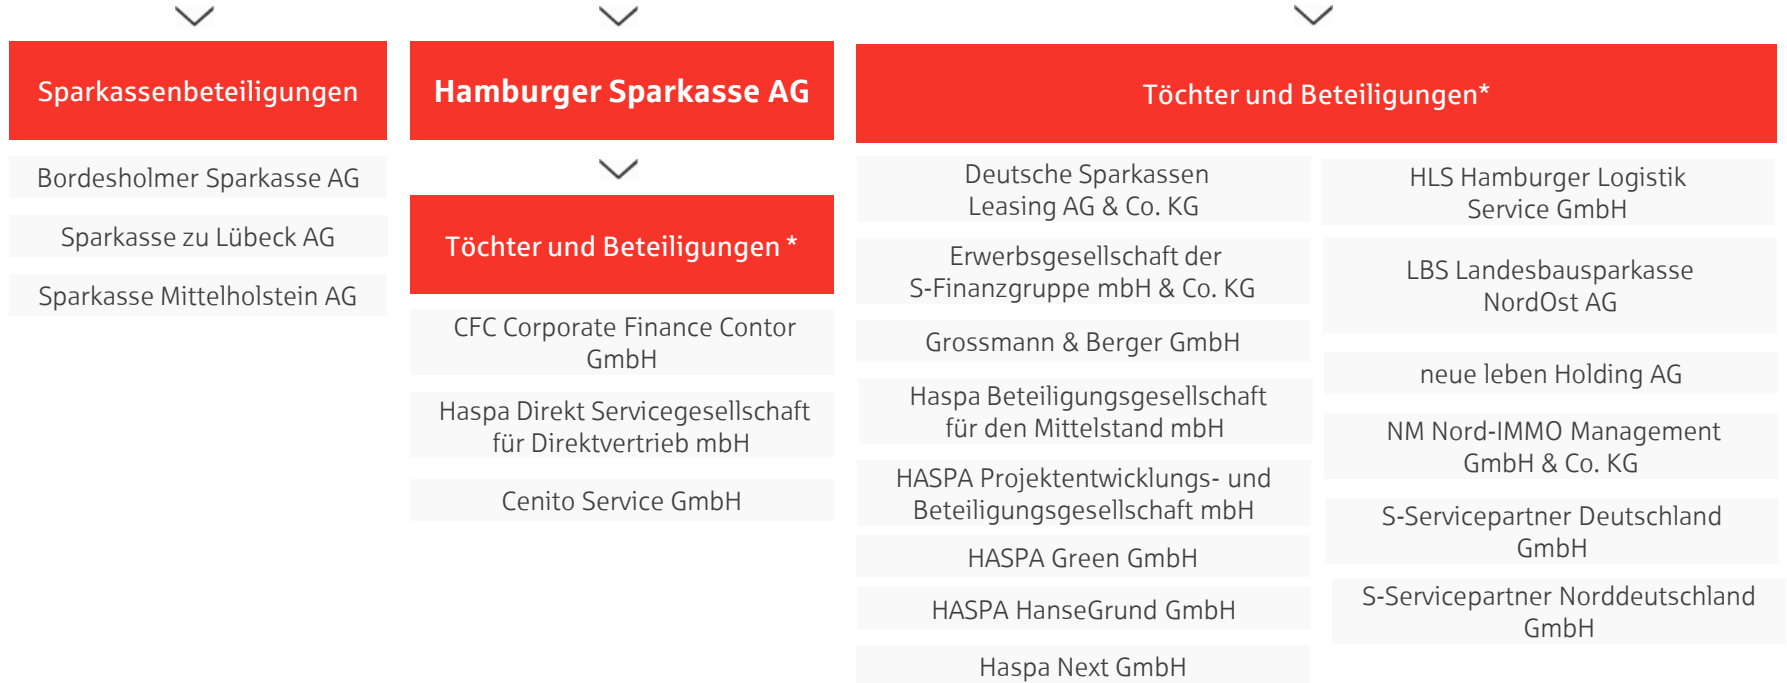 Sparkassenbeteiligungen
Bordesholmer Sparkasse AG
Sparkasse zu Lübeck AG
Sparkasse Mittelholstein AG
Hamburger Sparkasse AG
Töchter und Beteiligungen *
CFC Corporate Finance Contor
GmbH
Haspa Direkt Servicegesellschaft
für Direktvertrieb mbH
Cenito Service GmbH
Töchter und Beteiligungen*
Deutsche Sparkassen
Leasing AG & Co. KG
Erwerbsgesellschaft der
S-Finanzgruppe mbH & Co. KG
Grossmann & Berger GmbH
Haspa Beteiligungsgesellschaft
für den Mittelstand mbH
HASPA Projektentwicklungs- und
Beteiligungsgesellschaft mbH
HASPA Green GmbH
HASPA HanseGrund GmbH
Haspa Next GmbH
HLS Hamburger Logistik
Service GmbH
LBS Landesbausparkasse
NordOst AG
neue leben Holding AG
NM Nord-IMMO Management
GmbH & Co. KG
S-Servicepartner Deutschland
GmbH
S-Servicepartner Norddeutschland
GmbH